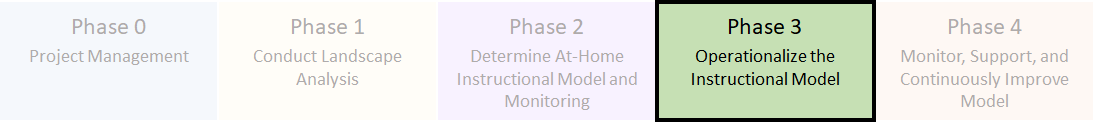 Phase 0
Project Management
Phase 1
Conduct Landscape
Analysis
Phase 2
Determine At-Home
Instructional Model and
Monitoring
Phase 3
Operationalize the
Instructional Model
Phase 4
Monitor, Support, and
Continuously Improve
Model